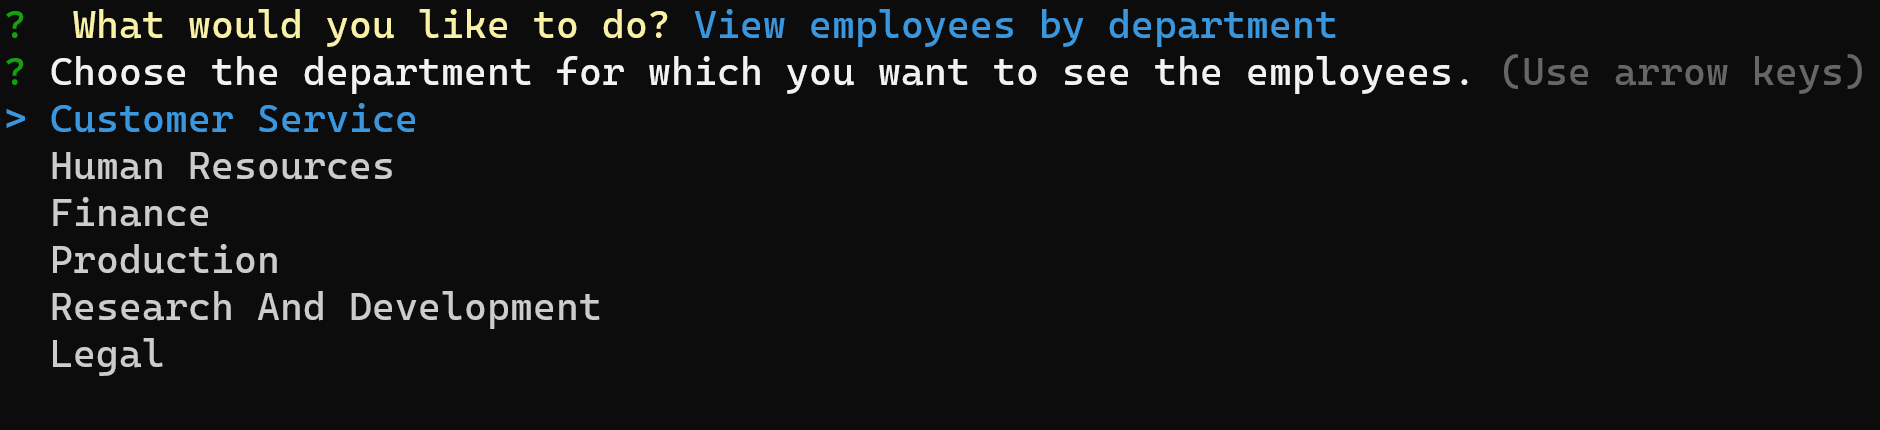 ?  What would you like to do? View employees by department
? Choose the department for which you want to see the employees. (Use arrow keys)
> Customer Service
  Human Resources
  Finance
  Production
  Research And Development
  Legal